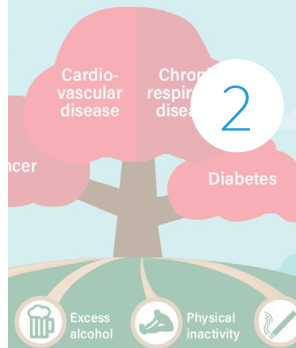 Cardio-
vascular
disease
2
Diabetes
Excess
alcohol
Physical
inactivity